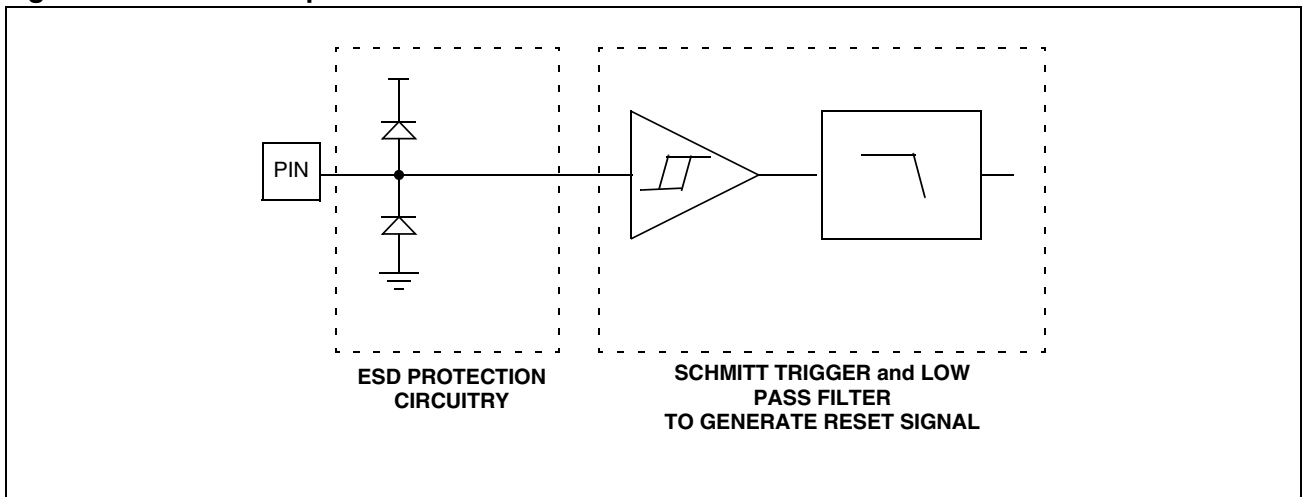 PIN
ESD PROTECTION
CIRCUITRY
SCHMITT TRIGGER and LOW
PASS FILTER
TO GENERATE RESET SIGNAL